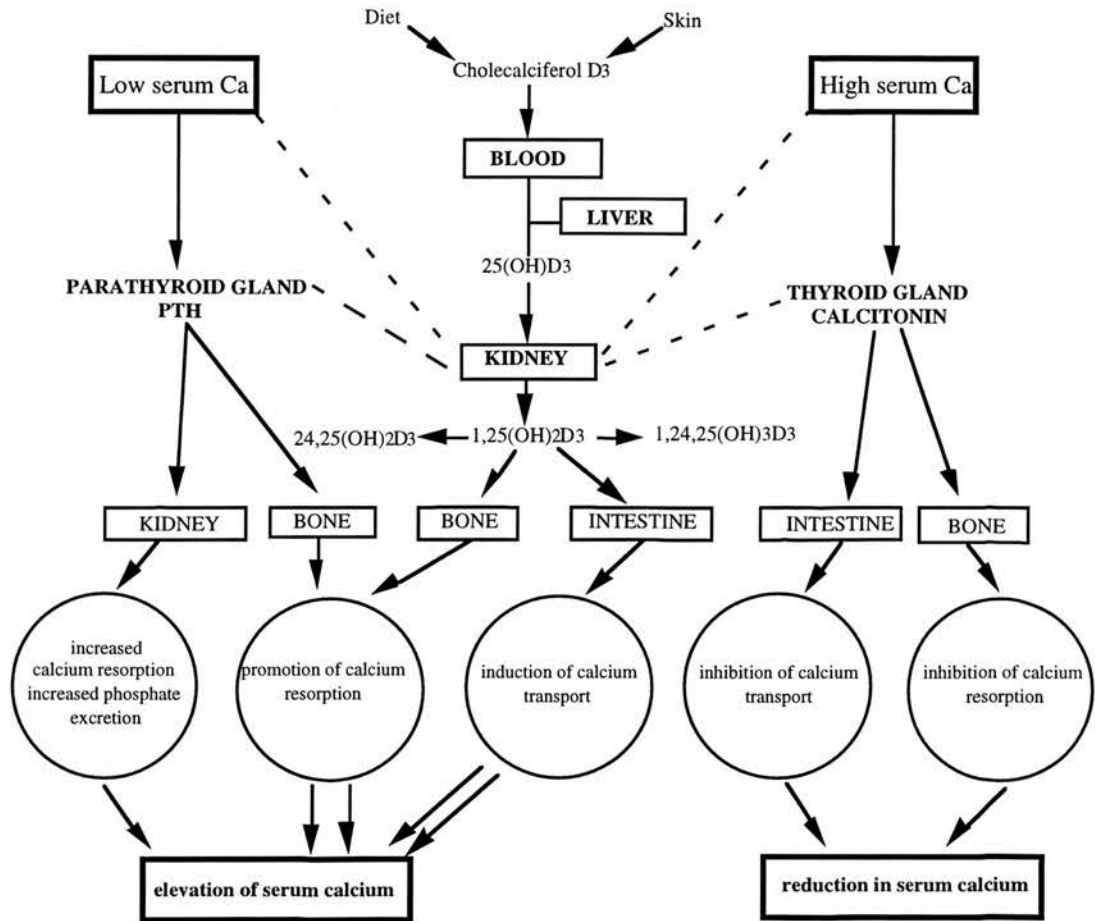 Diet
Skin
Low serum Ca
Cholecalciferol D3
High serum Ca
BLOOD
LIVER
25(OH)D3
PARATHYROID GLAND
PTH
THYROID GLAND
CALCITONIN
KIDNEY
24,25(OH)2D3
1,25(OH)2D3
1,24,25(OH)3D3
KIDNEY
BONE
BONE
INTESTINE
INTESTINE
BONE
increased
calcium resorption
increased phosphate
excretion
promotion of calcium
resorption
induction of calcium
transport
inhibition of calcium
transport
inhibition of calcium
resorption
elevation of serum calcium
reduction in serum calcium